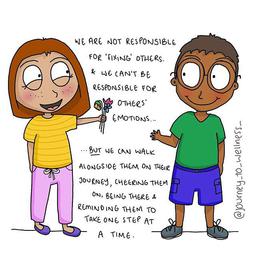 WE ARE NOT RESPONSIBLE
FOR 'FIXING' OTHERS.
& WE CAN'T BE
RESPONSIBLE FOR
OTHERS'
EMOTIONS...
...BUT WE CAN WALK
ALONGSIDE THEM ON THEIR
JOURNEY, CHEERING THEM
ON, BEING THERE &
REMINDING THEM TO
TAKE ONE STEP AT
A TIME.
@journey_to_wellness_